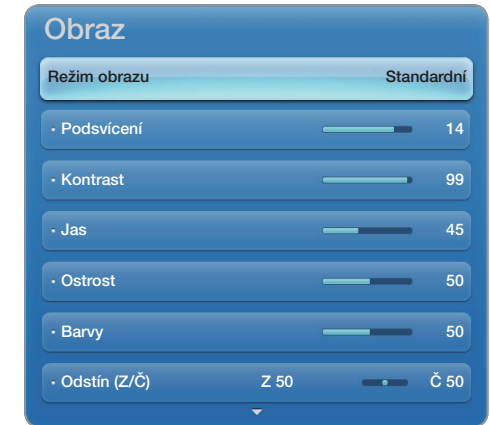 Obraz
Režim obrazu Standardní
· Podsvícení 14
· Kontrast 99
· Jas 45
· Ostrost 50
· Barvy 50
· Odstín (Z/Č) Z 50 Č 50